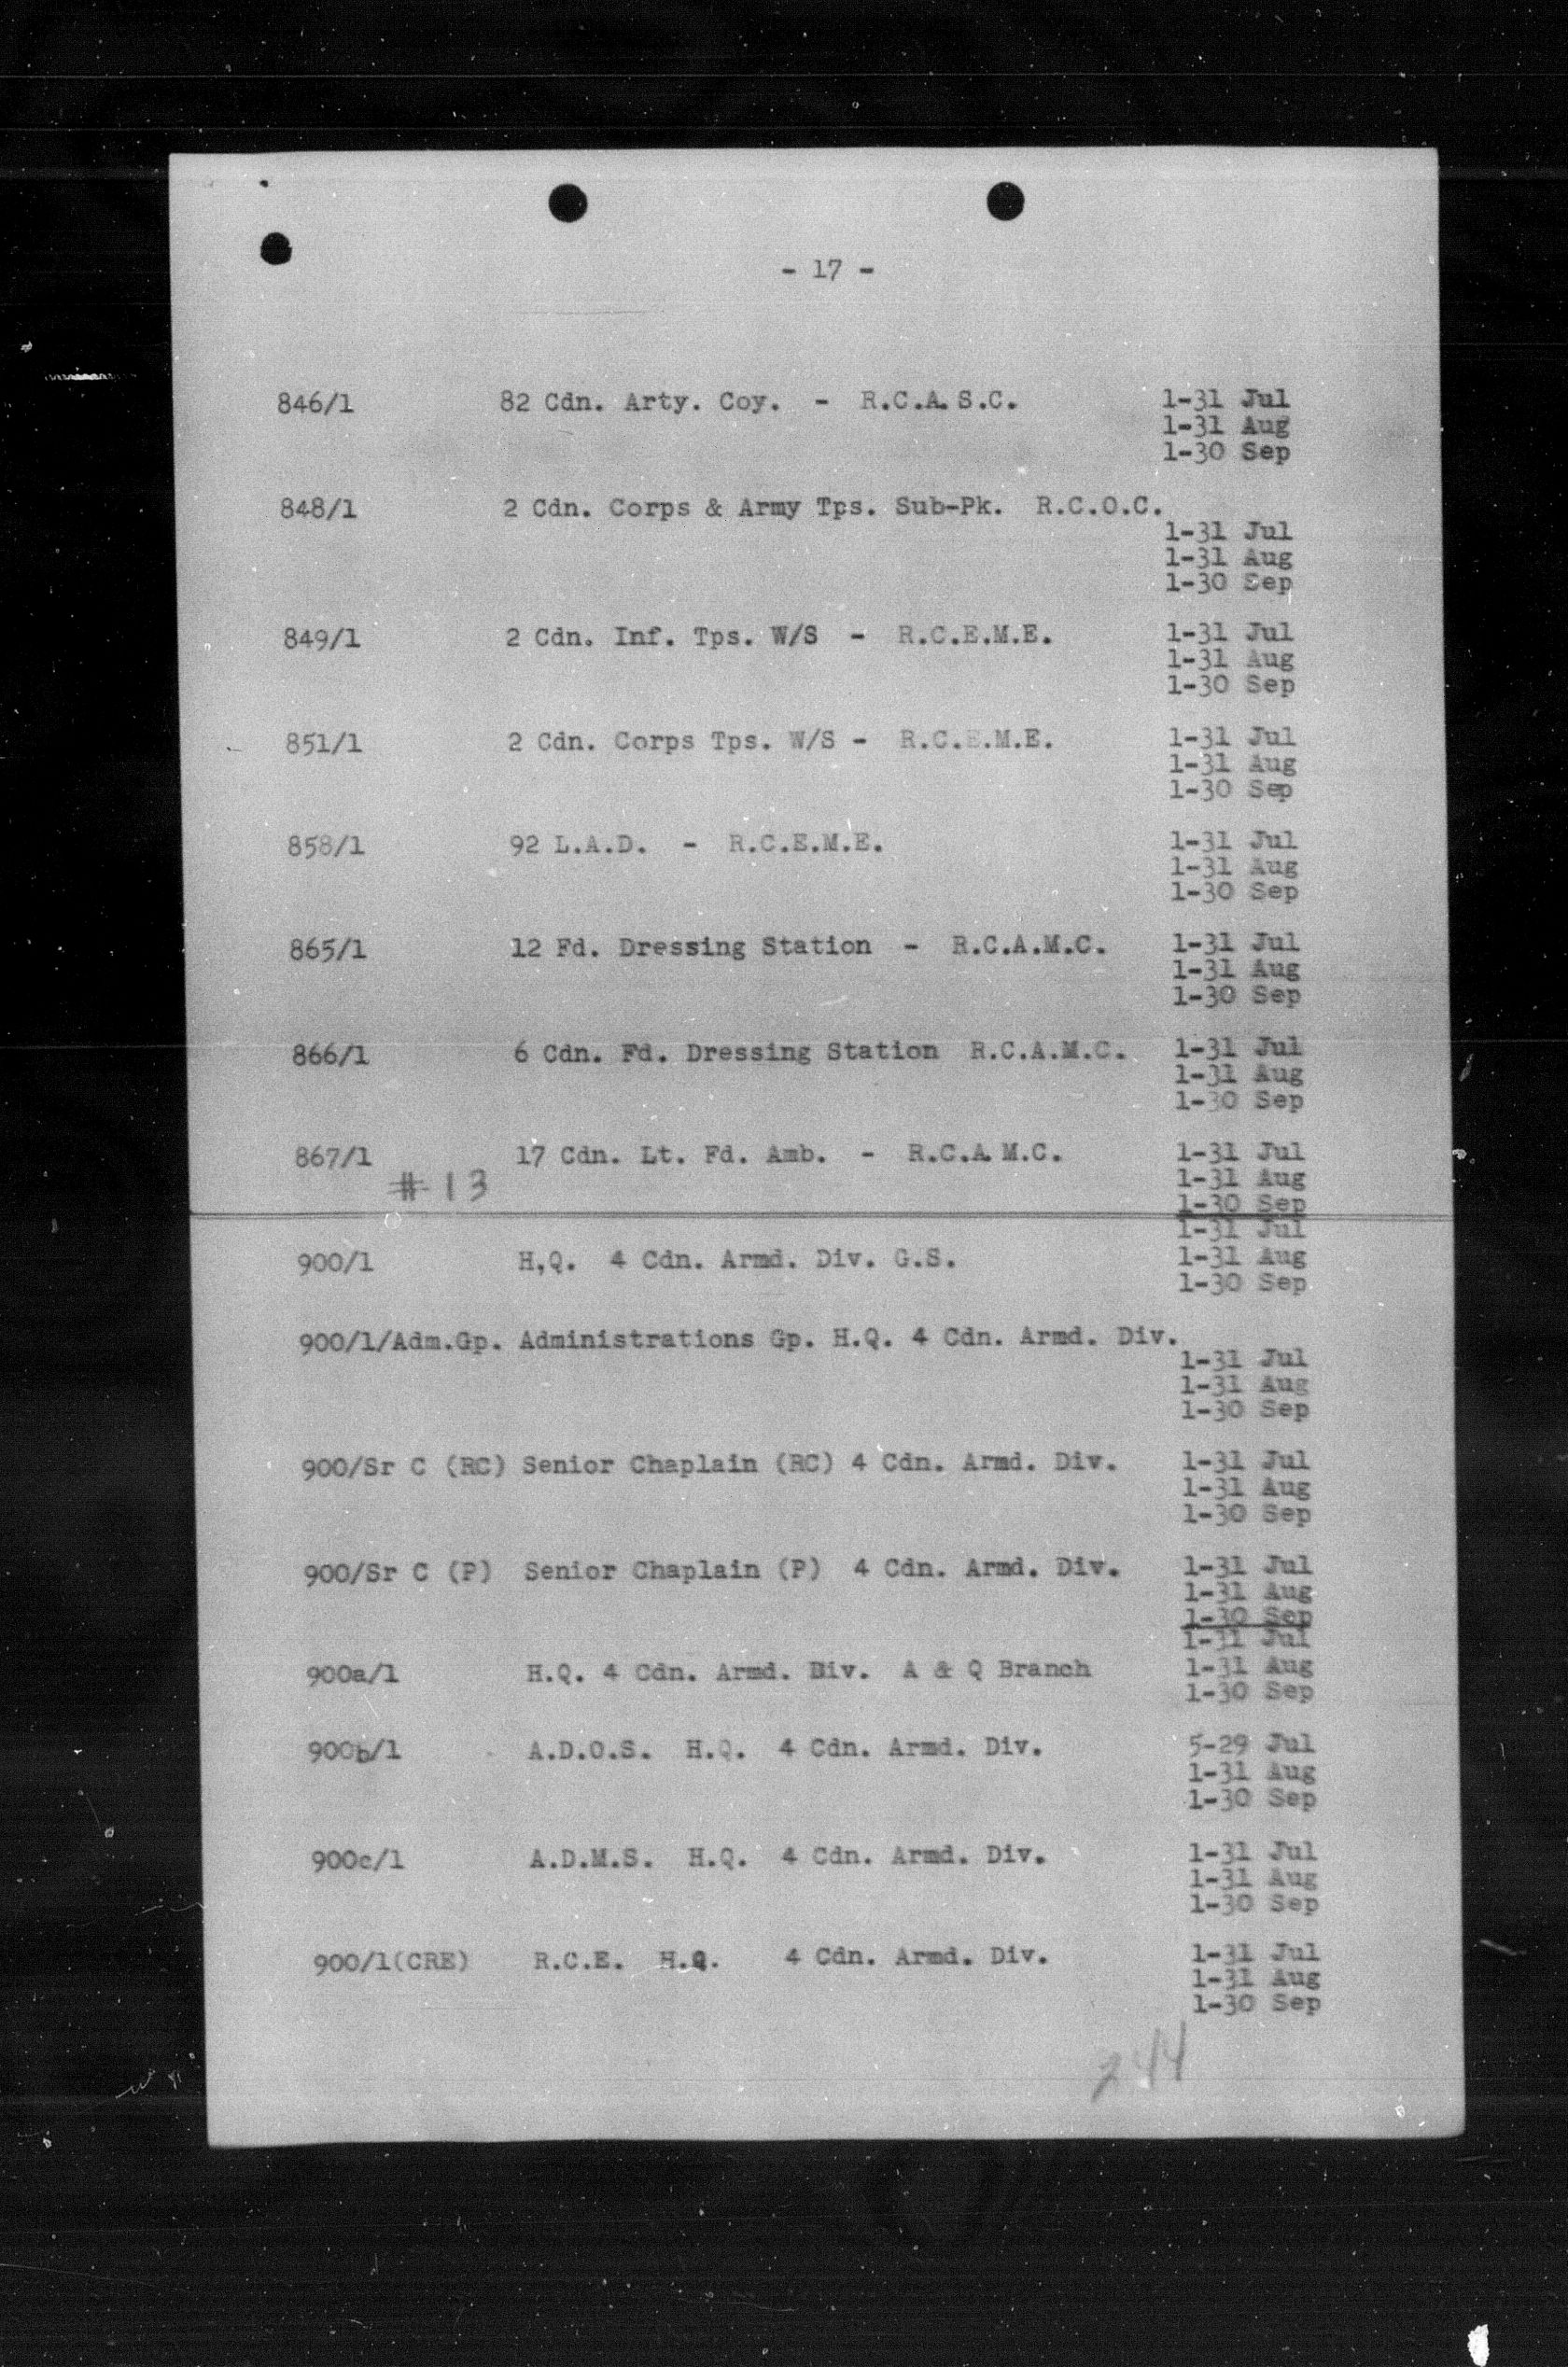 - 17 -
846/1 82 Cdn. Arty. Coy. - R.C.A.S.C. 1-31 Jul
1-31 Aug
1-30 Sep
848/1 2 Cdn. Corps & Army Tps. Sub-Pk. R.C.O.C.
1-31 Jul
1-31 Aug
1-30 Sep
849/1 2 Cdn. Inf. Tps. W/S - R.C.E.M.E. 1-31 Jul
1-31 Aug
1-30 Sep
851/1 2 Cdn. Corps Tps. W/S - R.C.E.M.E. 1-31 Jul
1-31 Aug
1-30 Sep
858/1 92 L.A.D. - R.C.E.M.E. 1-31 Jul
1-31 Aug
1-30 Sep
865/1 12 Fd. Dressing Station - R.C.A.M.C. 1-31 Jul
1-31 Aug
1-30 Sep
866/1 6 Cdn. Fd. Dressing Station R.C.A.M.C. 1-31 Jul
1-31 Aug
1-30 Sep
867/1 17 Cdn. Lt. Fd. Amb. - R.C.A.M.C. 1-31 Jul
# 13 1-31 Aug
1-30 Sep
1-31 Jul
900/1 H,Q. 4 Cdn. Armd. Div. G.S. 1-31 Aug
1-30 Sep
900/1/Adm.Gp. Administrations Gp. H.Q. 4 Cdn. Armd. Div.
1-31 Jul
1-31 Aug
1-30 Sep
900/Sr C (RC) Senior Chaplain (RC) 4 Cdn. Armd. Div. 1-31 Jul
1-31 Aug
1-30 Sep
900/Sr C (P) Senior Chaplain (P) 4 Cdn. Armd. Div. 1-31 Jul
1-31 Aug
1-30 Sep
1-31 Jul
900a/1 H.Q. 4 Cdn. Armd. Div. A & Q Branch 1-31 Aug
1-30 Sep
900b/1 A.D.O.S. H.Q. 4 Cdn. Armd. Div. 5-29 Jul
1-31 Aug
1-30 Sep
900c/1 A.D.M.S. H.Q. 4 Cdn. Armd. Div. 1-31 Jul
1-31 Aug
1-30 Sep
900/1(CRE) R.C.E. H.Q. 4 Cdn. Armd. Div. 1-31 Jul
1-31 Aug
1-30 Sep
244